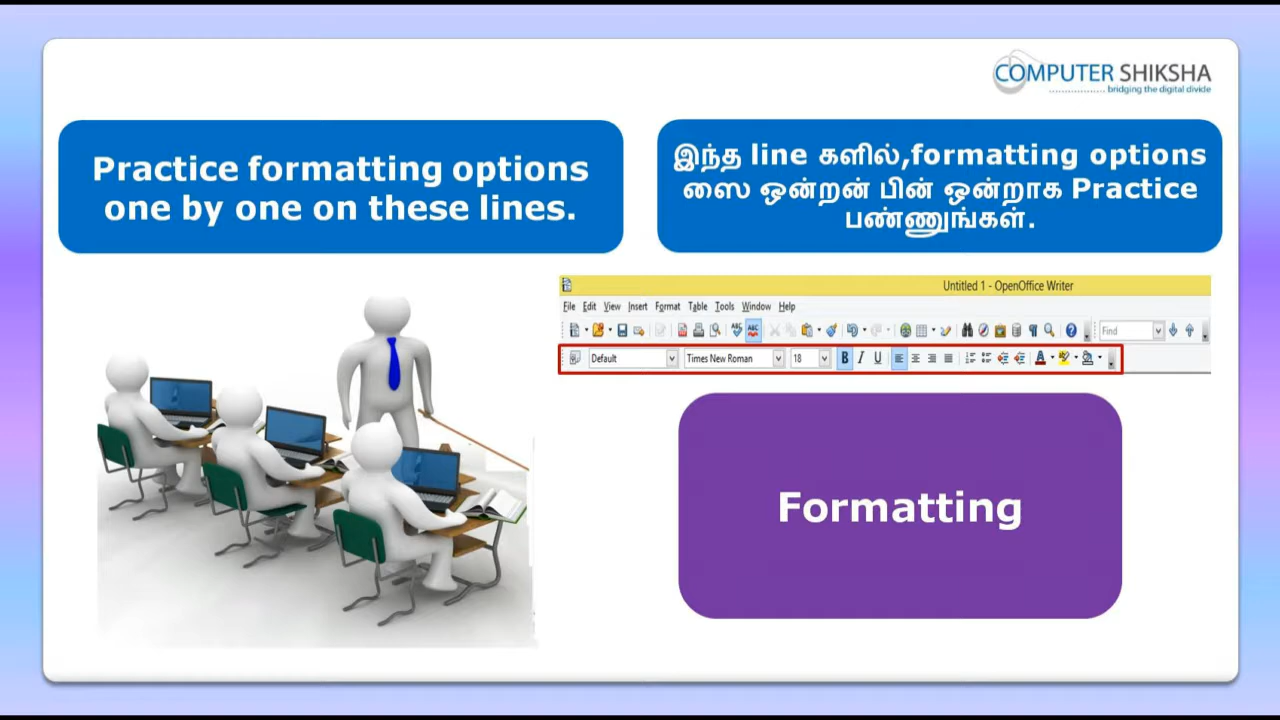 COMPUTER SHIKSHA
bridging the digital divide
Practice formatting options
one by one on these lines.
இந்த line களில்,formatting options
ஸை ஒன்றன் பின் ஒன்றாக Practice
பண்ணுங்கள்.
Untitled 1 - OpenOffice Writer
File Edit View Insert Format Table Tools Window Help
Find
Default Times New Roman 18 B I U
Formatting